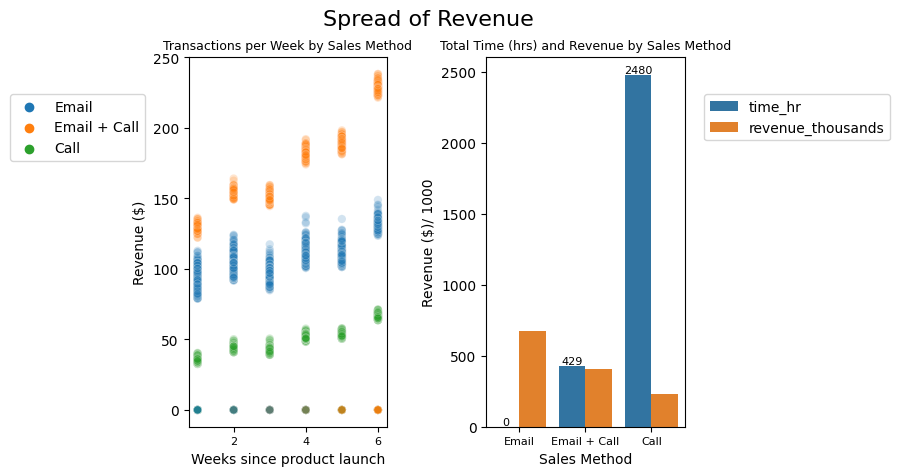 Spread of Revenue
Transactions per Week by Sales Method
Total Time (hrs) and Revenue by Sales Method
Email
Email + Call
Call
Revenue ($)
250
200
150
100
50
0
2
4
6
Weeks since product launch
Revenue ($)/ 1000
2500
2000
1500
1000
500
0
0
429
2480
Email
Email + Call
Call
Sales Method
time_hr
revenue_thousands